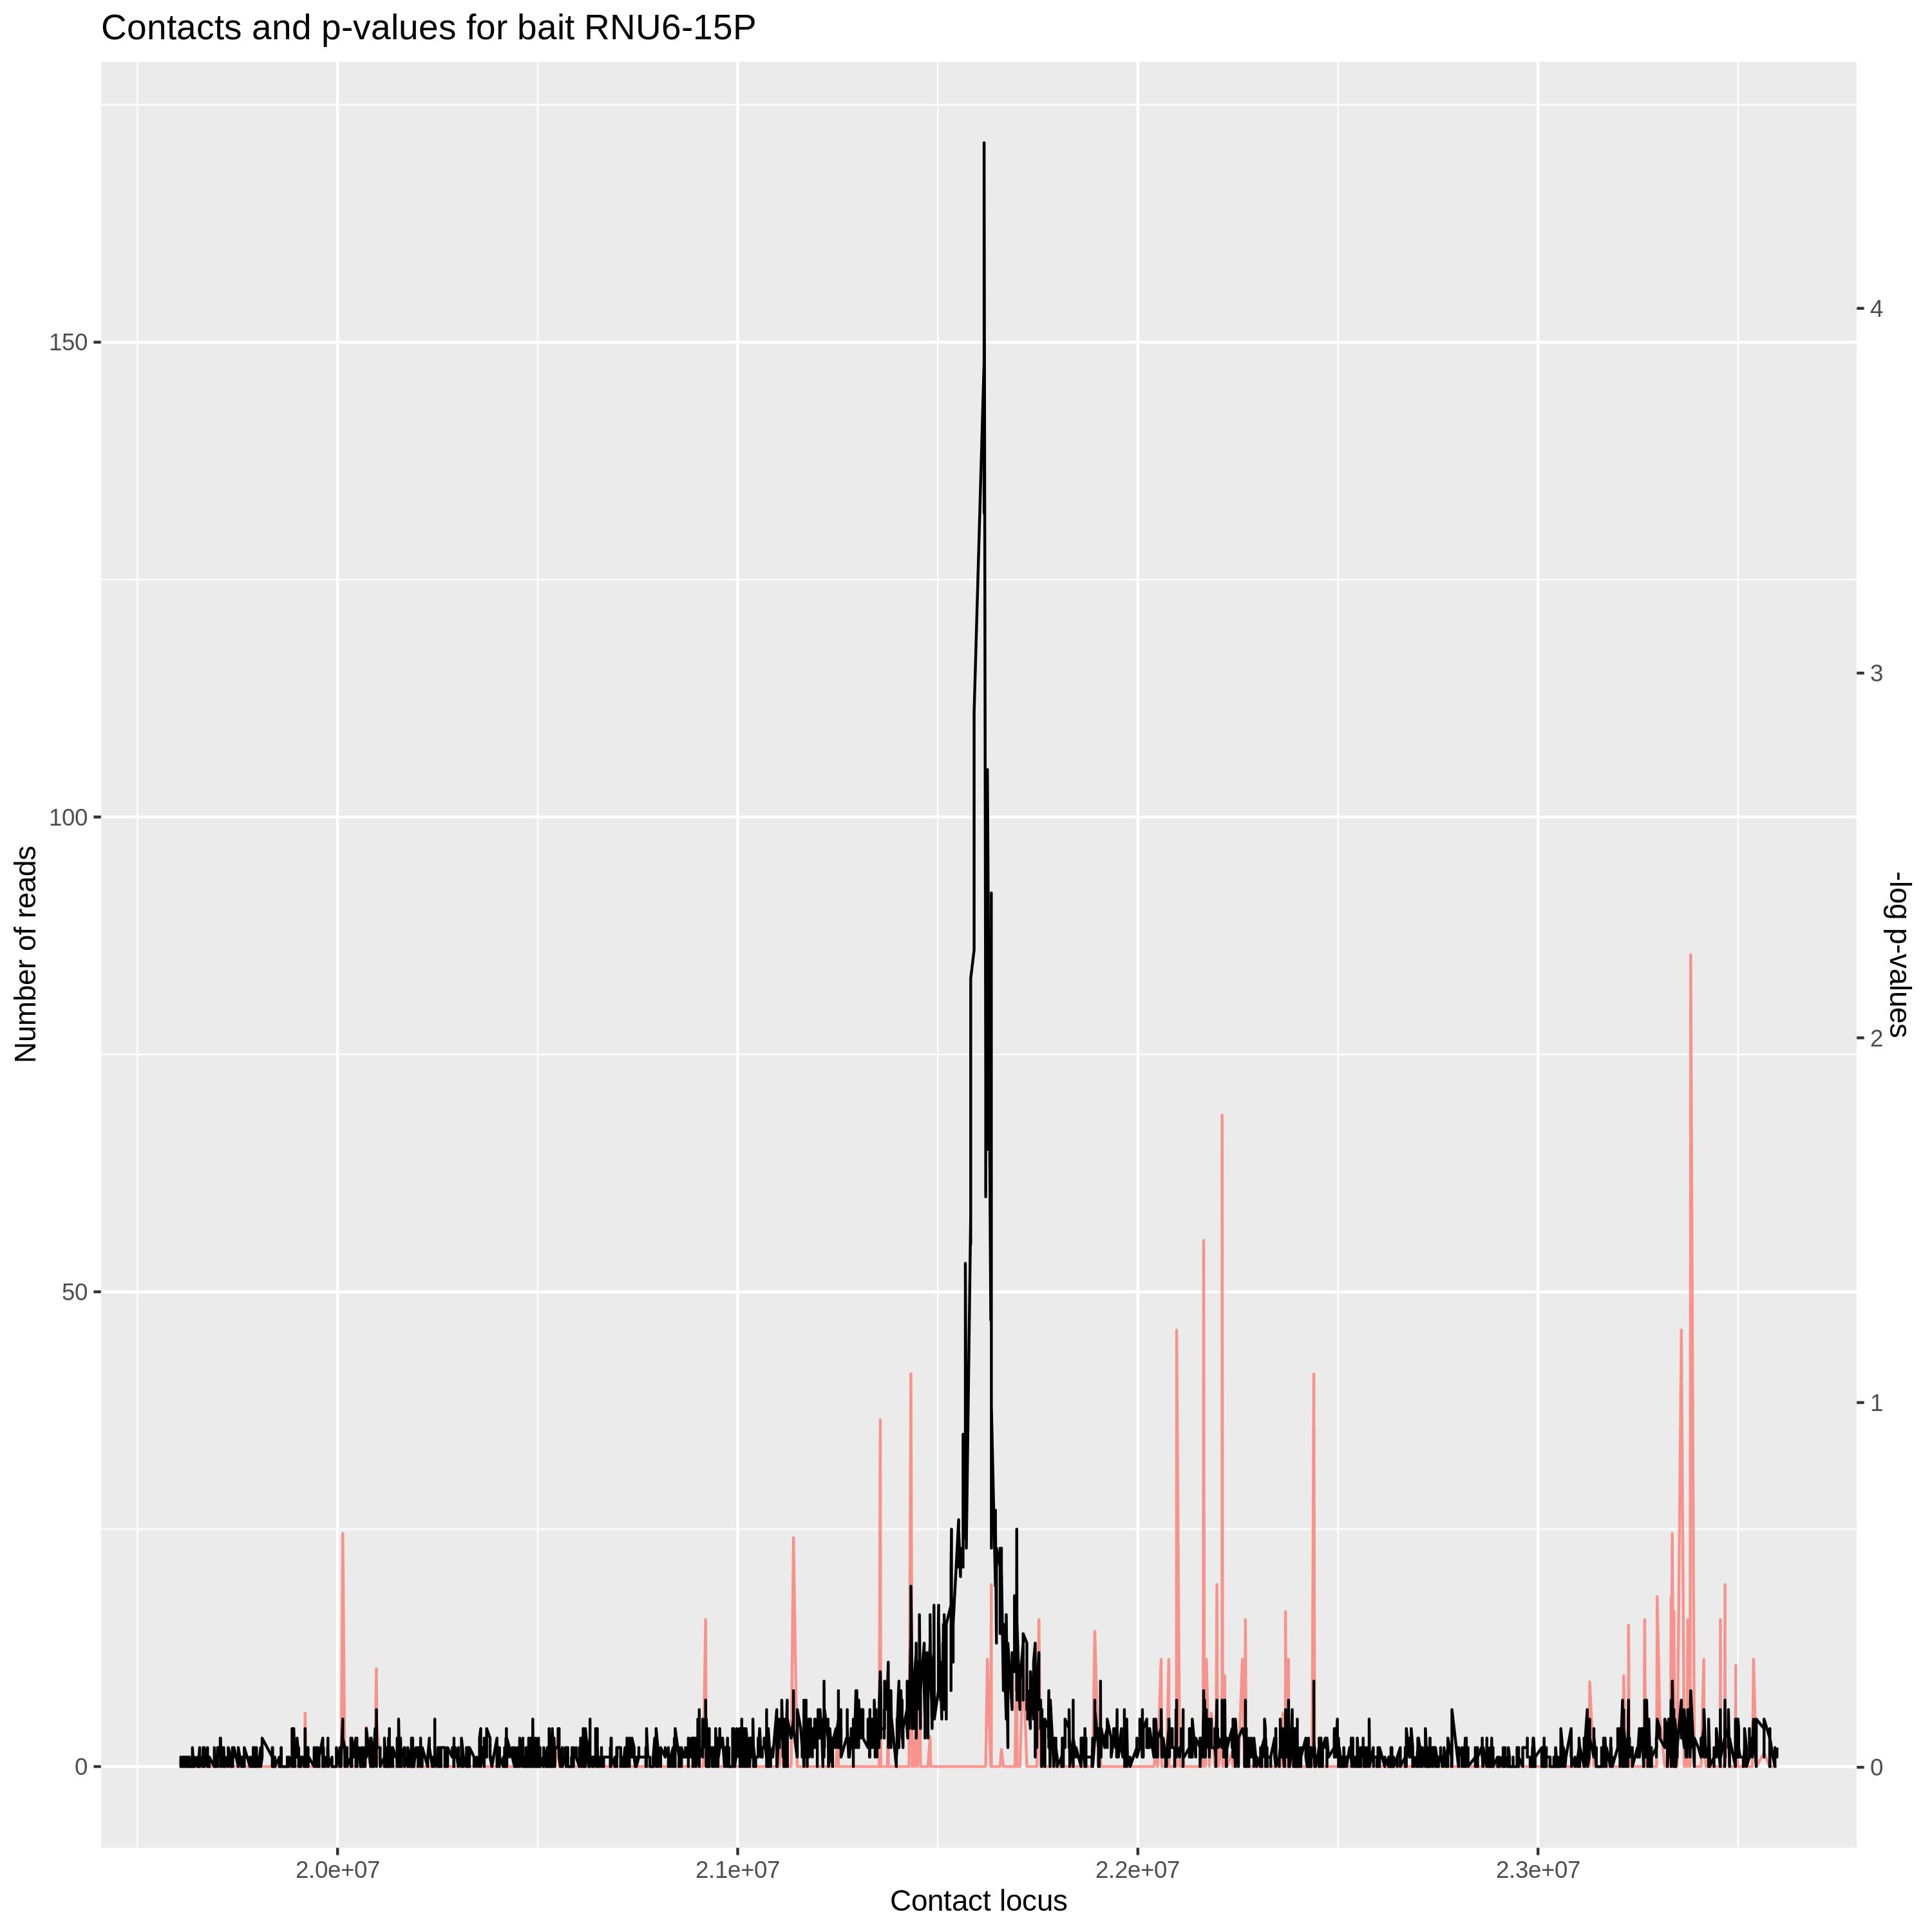 Contacts and p-values for bait RNU6-15P
150
100
50
0
Number of reads
4
3
2
1
0
-log p-values
2.0e+07
2.1e+07
2.2e+07
2.3e+07
Contact locus